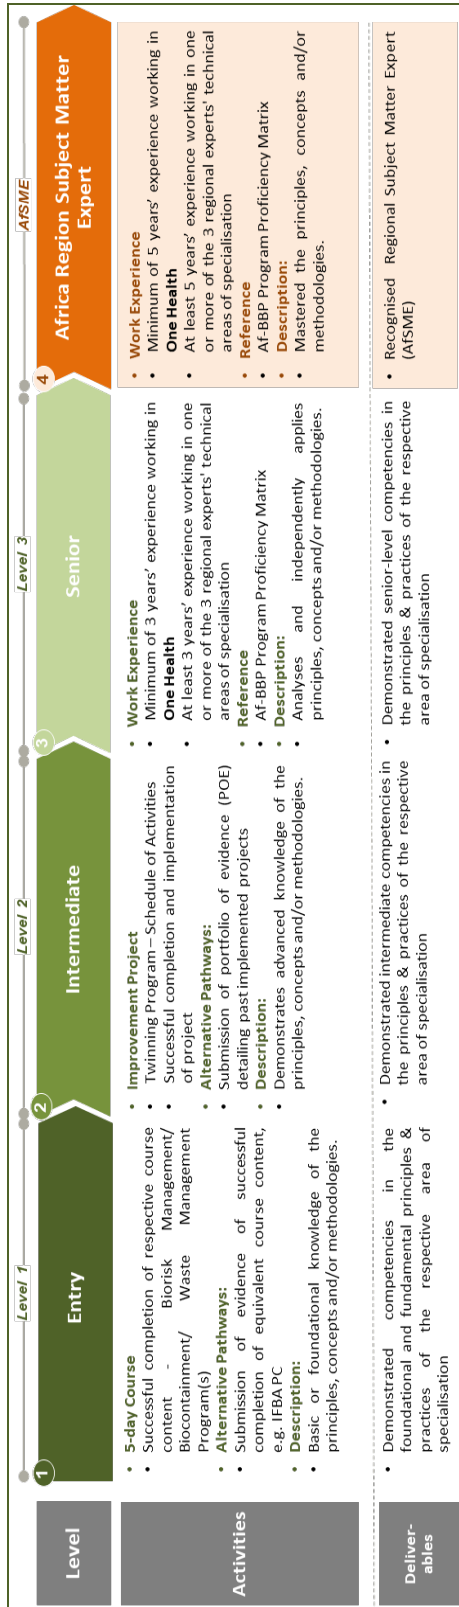 Level 1
Level 2
Level 3
AfSME
Level
1
Entry
2
Intermediate
3
Senior
4
Africa Region Subject Matter
Expert
Activities
• 5-day Course
• Successful completion of respective course
content - Biorisk Management/
Biocontainment/ Waste Management
Program(s)
• Alternative Pathways:
• Submission of evidence of successful
completion of equivalent course content,
e.g. IFBA PC
• Description:
• Basic or foundational knowledge of the
principles, concepts and/or methodologies.
• Improvement Project
• Twinning Program – Schedule of Activities
• Successful completion and implementation
of project
• Alternative Pathways:
• Submission of portfolio of evidence (POE)
detailing past implemented projects
• Description:
• Demonstrates advanced knowledge of the
principles, concepts and/or methodologies.
• Work Experience
• Minimum of 3 years' experience working in
One Health
• At least 3 years' experience working in one
or more of the 3 regional experts' technical
areas of specialisation
• Reference
• Af-BBP Program Proficiency Matrix
• Description:
• Analyses and independently applies
principles, concepts and/or methodologies.
• Work Experience
• Minimum of 5 years' experience working in
One Health
• At least 5 years' experience working in one
or more of the 3 regional experts' technical
areas of specialisation
• Reference
• Af-BBP Program Proficiency Matrix
• Description:
• Mastered the principles, concepts and/or
methodologies.
Deliver-
ables
• Demonstrated competencies in the
foundational and fundamental principles &
practices of the respective area of
specialisation
• Demonstrated intermediate competencies in
the principles & practices of the respective
area of specialisation
• Demonstrated senior-level competencies in
the principles & practices of the respective
area of specialisation
• Recognised Regional Subject Matter Expert
(AfSME)